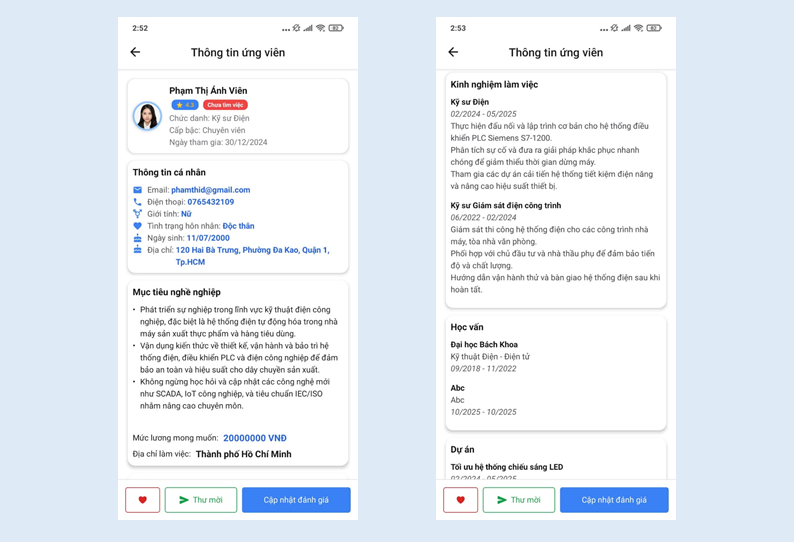 2:52
Thông tin ứng viên
Phạm Thị Ánh Viên
4.3 Chưa tìm việc
Chức danh: Kỹ sư Điện
Cấp bậc: Chuyên viên
Ngày tham gia: 30/12/2024
Thông tin cá nhân
Email: phamthid@gmail.com
Điện thoại: 0765432109
Giới tính: Nữ
Tình trạng hôn nhân: Độc thân
Ngày sinh: 11/07/2000
Địa chỉ: 120 Hai Bà Trưng, Phường Đa Kao, Quận 1,
Tp.HCM
Mục tiêu nghề nghiệp
• Phát triển sự nghiệp trong lĩnh vực kỹ thuật điện công
nghiệp, đặc biệt là hệ thống điện tự động hóa trong nhà
máy sản xuất thực phẩm và hàng tiêu dùng.
• Vận dụng kiến thức về thiết kế, vận hành và bảo trì hệ
thống điện, điều khiển PLC và điện công nghiệp để đảm
bảo an toàn và hiệu suất cho dây chuyền sản xuất.
• Không ngừng học hỏi và cập nhật các công nghệ mới
như SCADA, IoT công nghiệp, và tiêu chuẩn IEC/ISO
nhằm nâng cao chuyên môn.
Mức lương mong muốn: 20000000 VNĐ
Địa chỉ làm việc: Thành phố Hồ Chí Minh
Thư mời
Cập nhật đánh giá
2:53
Thông tin ứng viên
Kinh nghiệm làm việc
Kỹ sư Điện
02/2024 - 05/2025
Thực hiện đấu nối và lập trình cơ bản cho hệ thống điều
khiển PLC Siemens S7-1200.
Phân tích sự cố và đưa ra giải pháp khắc phục nhanh
chóng để giảm thiểu thời gian dừng máy.
Tham gia các dự án cải tiến hệ thống tiết kiệm điện năng
và nâng cao hiệu suất thiết bị.
Kỹ sư Giám sát điện công trình
06/2022 - 02/2024
Giám sát thi công hệ thống điện cho các công trình nhà
máy, tòa nhà văn phòng.
Phối hợp với chủ đầu tư và nhà thầu phụ để đảm bảo tiến
độ và chất lượng.
Hướng dẫn vận hành thử và bàn giao hệ thống điện sau khi
hoàn tất.
Học vấn
Đại học Bách Khoa
Kỹ thuật Điện - Điện tử
09/2018 - 11/2022
Abc
Abc
10/2025 - 10/2025
Dự án
Tối ưu hệ thống chiếu sáng LED
02/2024 - 05/2025
Thư mời
Cập nhật đánh giá